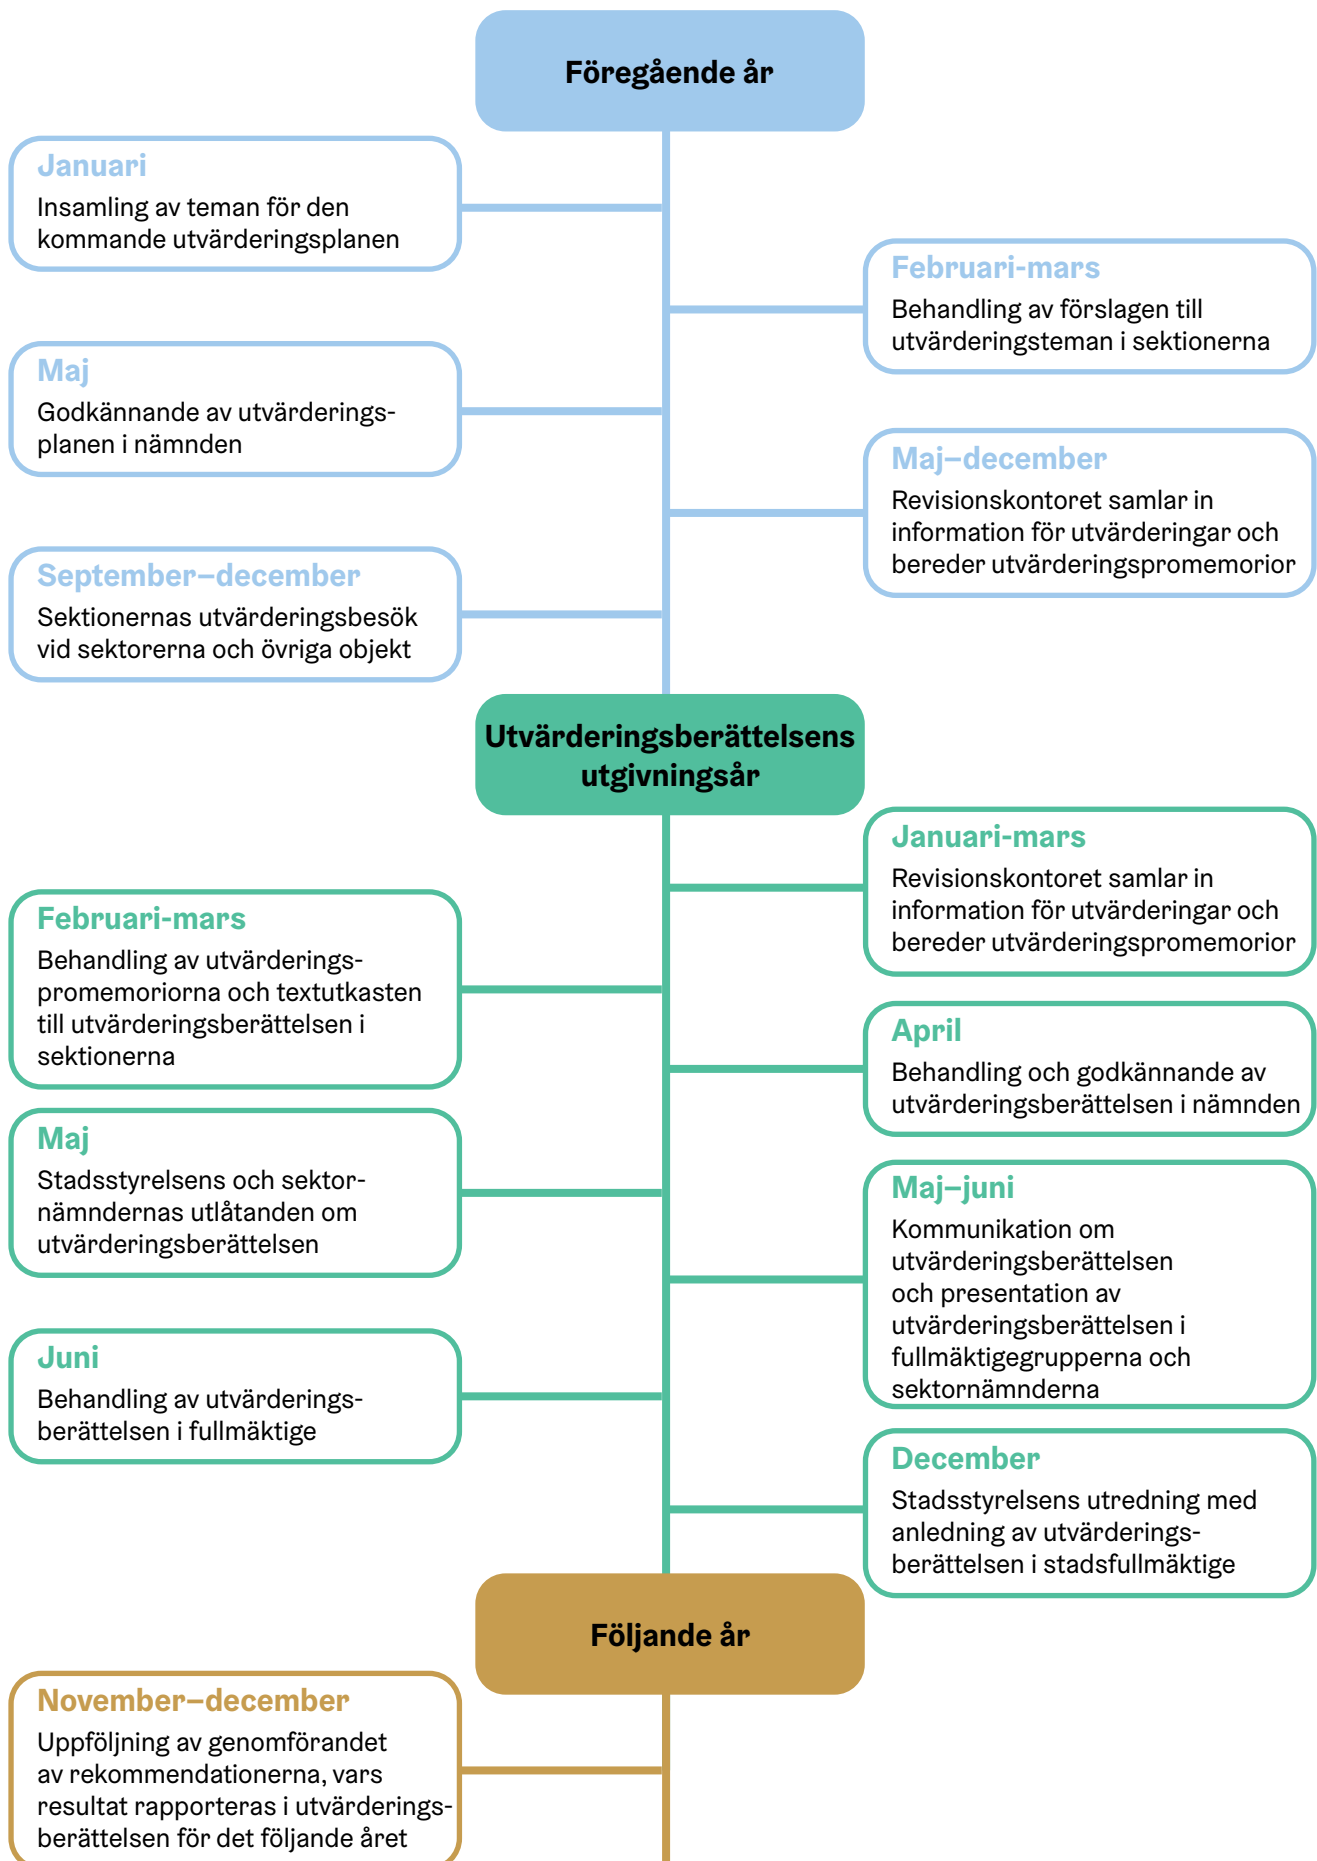 Föregående år
Januari
Insamling av teman för den
kommande utvärderingsplanen
Februari-mars
Behandling av förslagen till
utvärderingsteman i sektionerna
Maj
Godkännande av utvärderings-
planen i nämnden
Maj–december
Revisionskontoret samlar in
information för utvärderingar och
bereder utvärderingspromemorior
September–december
Sektionernas utvärderingsbesök
vid sektorerna och övriga objekt
Utvärderingsberättelsens
utgivningsår
Januari-mars
Revisionskontoret samlar in
information för utvärderingar och
bereder utvärderingspromemorior
Februari-mars
Behandling av utvärderings-
promemoriorna och textutkasten
till utvärderingsberättelsen i
sektionerna
April
Behandling och godkännande av
utvärderingsberättelsen i nämnden
Maj
Stadsstyrelsens och sektor-
nämndernas utlåtanden om
utvärderingsberättelsen
Maj–juni
Kommunikation om
utvärderingsberättelsen
och presentation av
utvärderingsberättelsen i
fullmäktigegrupperna och
sektornämnderna
Juni
Behandling av utvärderings-
berättelsen i fullmäktige
December
Stadsstyrelsens utredning med
anledning av utvärderings-
berättelsen i stadsfullmäktige
Följande år
November–december
Uppföljning av genomförandet
av rekommendationerna, vars
resultat rapporteras i utvärderings-
berättelsen för det följande året